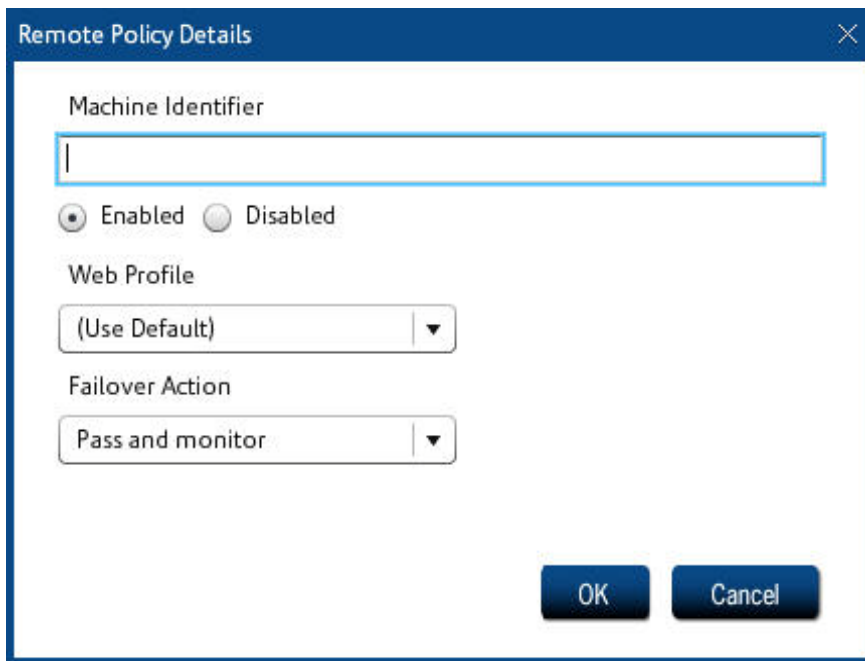 Remote Policy Details
Machine Identifier
Enabled Disabled
Web Profile
(Use Default)
Failover Action
Pass and monitor
OK Cancel